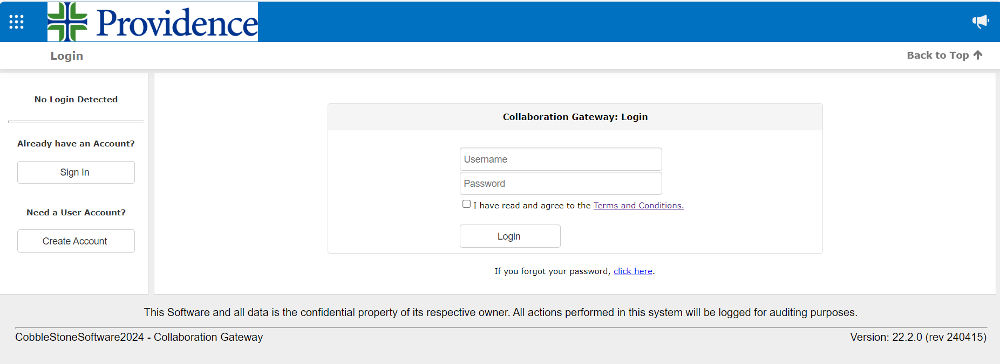 Providence
Login
Back to Top
No Login Detected
Already have an Account?
Sign In
Need a User Account?
Create Account
Collaboration Gateway: Login
Username
Password
I have read and agree to the Terms and Conditions.
Login
If you forgot your password, click here.
This Software and all data is the confidential property of its respective owner. All actions performed in this system will be logged for auditing purposes.
CobbleStoneSoftware2024 - Collaboration Gateway
Version: 22.2.0 (rev 240415)